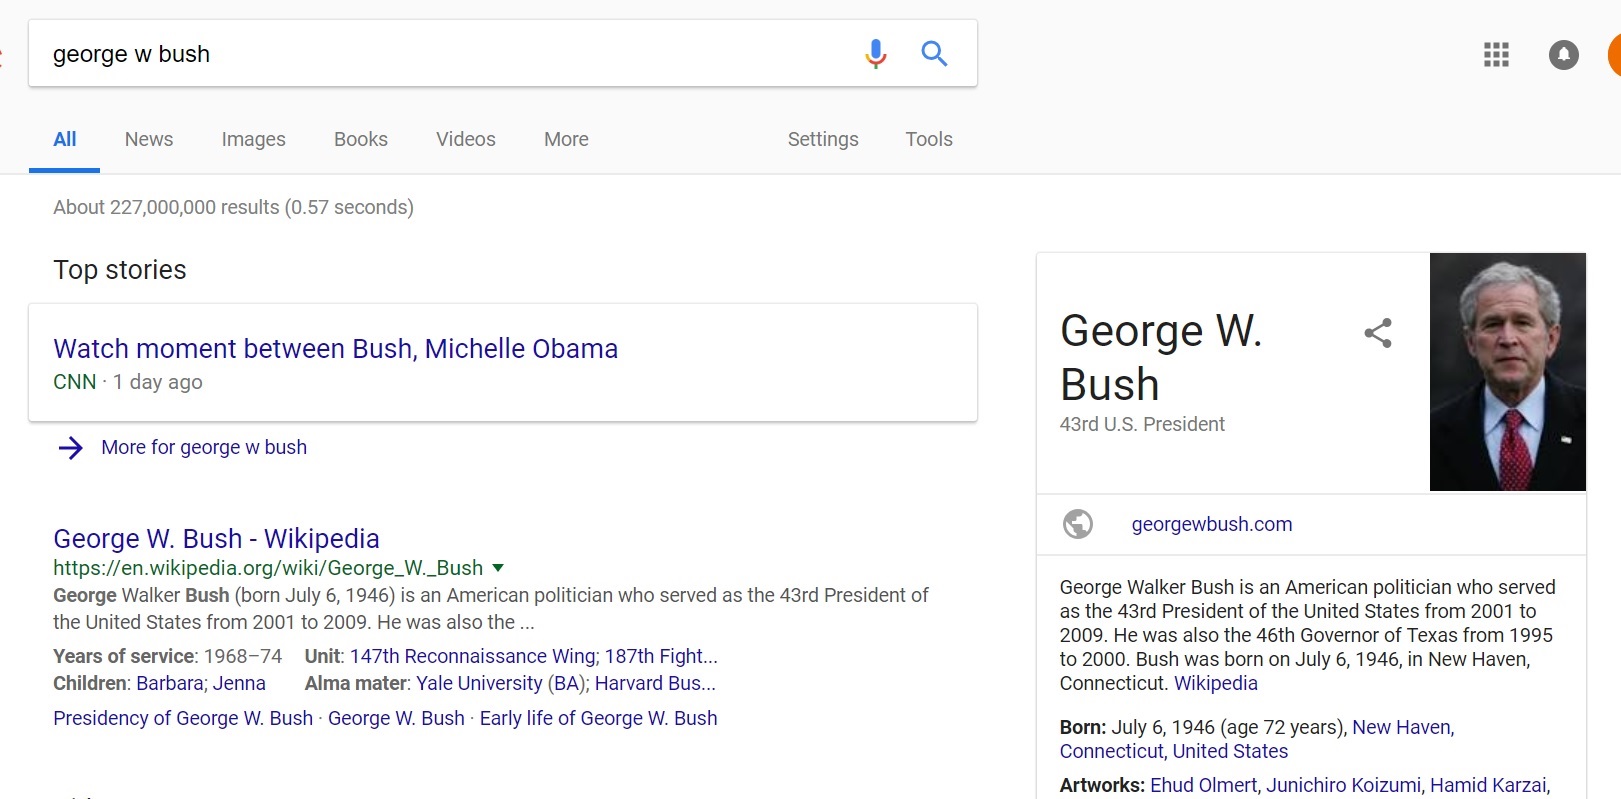 george w bush
All News Images Books Videos More Settings Tools
About 227,000,000 results (0.57 seconds)
Top stories
Watch moment between Bush, Michelle Obama
CNN · 1 day ago
More for george w bush
George W. Bush - Wikipedia
https://en.wikipedia.org/wiki/George_W._Bush
George Walker Bush (born July 6, 1946) is an American politician who served as the 43rd President of
the United States from 2001 to 2009. He was also the ...
Years of service: 1968–74 Unit: 147th Reconnaissance Wing; 187th Fight...
Children: Barbara; Jenna Alma mater: Yale University (BA); Harvard Bus...
Presidency of George W. Bush · George W. Bush · Early life of George W. Bush
George W.
Bush
43rd U.S. President
georgewbush.com
George Walker Bush is an American politician who served
as the 43rd President of the United States from 2001 to
2009. He was also the 46th Governor of Texas from 1995
to 2000. Bush was born on July 6, 1946, in New Haven,
Connecticut. Wikipedia
Born: July 6, 1946 (age 72 years), New Haven,
Connecticut, United States
Artworks: Ehud Olmert, Junichiro Koizumi, Hamid Karzai,